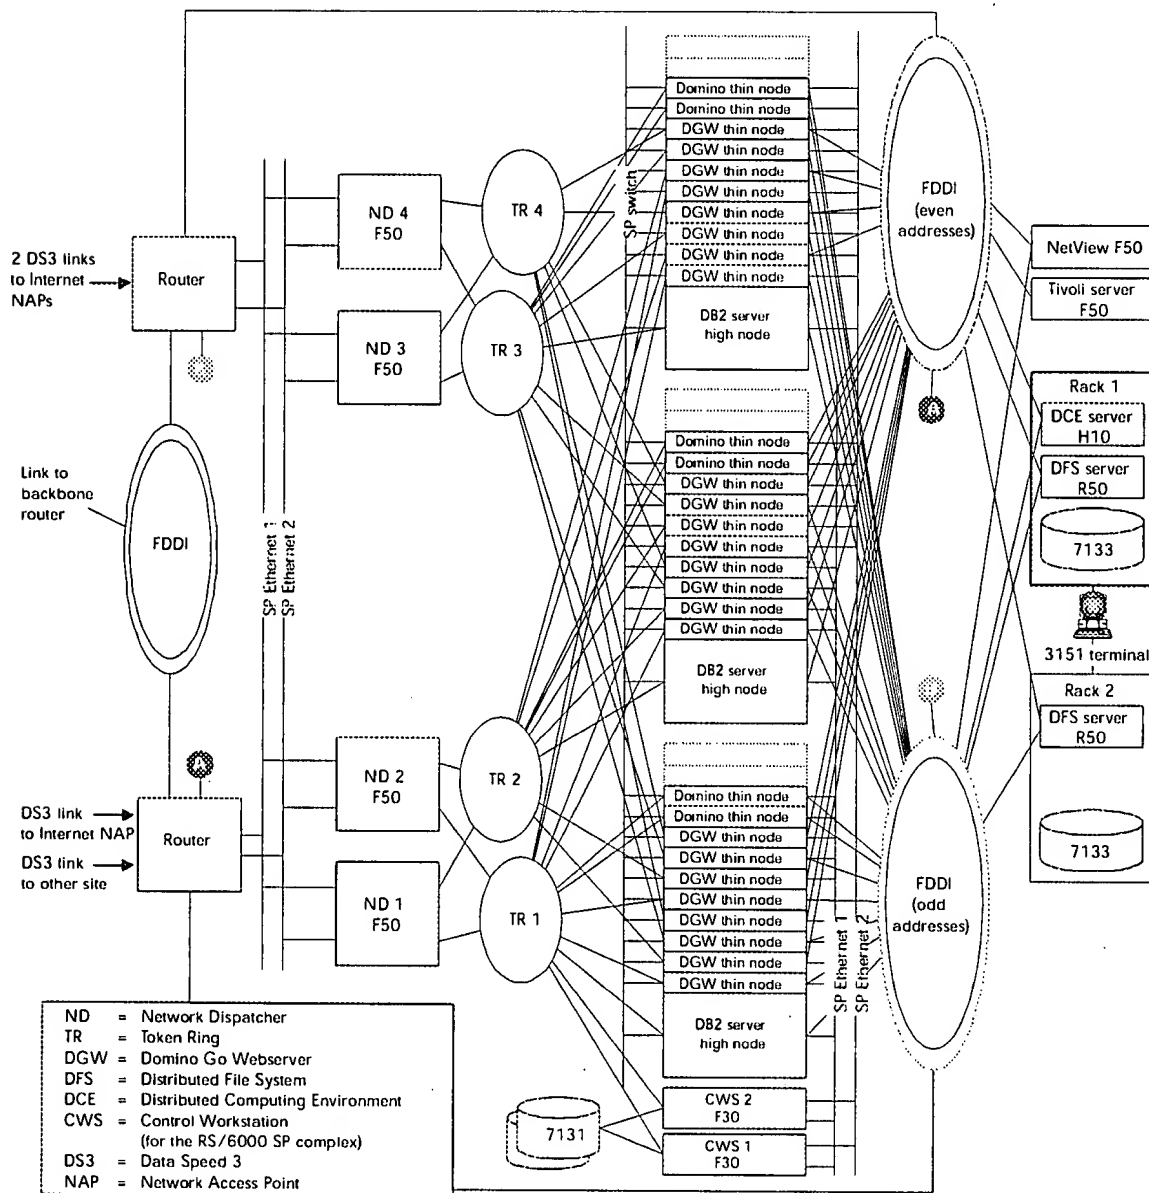 2 DS3 links
to Internet
NAPs
Router
Link to
backbone
router
FDDI
A
DS3 link
to Internet NAP
DS3 link
to other site
Router
SP Ethernet 1
SP Ethernet 2
ND 4
F50
ND 3
F50
ND 2
F50
ND 1
F50
TR 4
TR 3
TR 2
TR 1
SP switch
Domino thin node
Domino thin node
DGW thin node
DGW thin node
DGW thin node
DGW thin node
DGW thin node
DGW thin node
DGW thin node
DGW thin node
DB2 server
high node
Domino thin node
Domino thin node
DGW thin node
DGW thin node
DGW thin node
DGW thin node
DGW thin node
DGW thin node
DGW thin node
DGW thin node
DB2 server
high node
Domino thin node
Domino thin node
DGW thin node
DGW thin node
DGW thin node
DGW thin node
DGW thin node
DGW thin node
DGW thin node
DGW thin node
DB2 server
high node
SP Ethernet 1
SP Ethernet 2
7131
CWS 2
F30
CWS 1
F30
FDDI
(even
addresses)
A
FDDI
(odd
addresses)
NetView F50
Tivoli server
F50
Rack 1
DCE server
H10
DFS server
R50
7133
3151 terminal
Rack 2
DFS server
R50
7133
ND = Network Dispatcher
TR = Token Ring
DGW = Domino Go Webserver
DFS = Distributed File System
DCE = Distributed Computing Environment
CWS = Control Workstation
(for the RS/6000 SP complex)
DS3 = Data Speed 3
NAP = Network Access Point